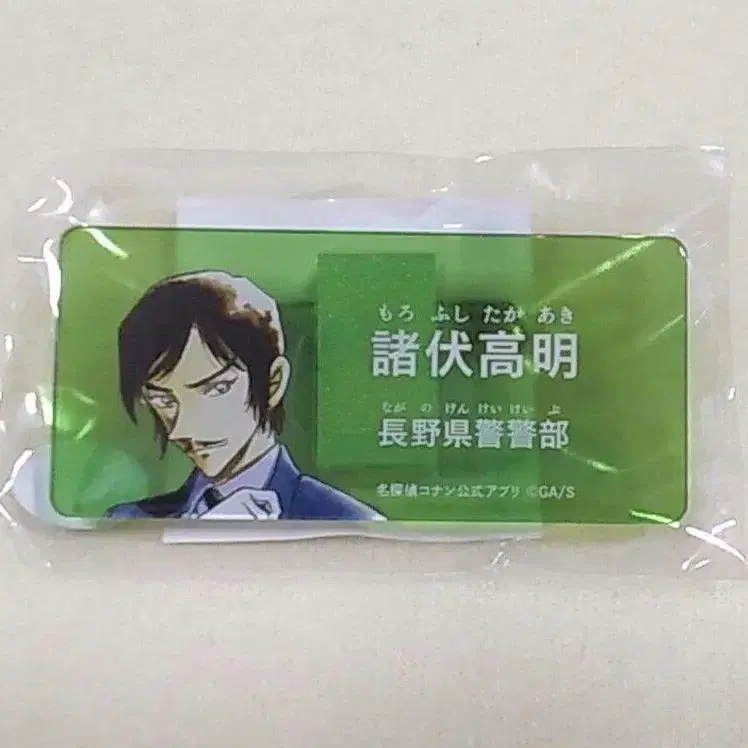 もろ ふし たか あき
諸伏高明
なが の けん けい けい ぶ
長野県警警部
名探偵コナン公式アプリ ©GA/S